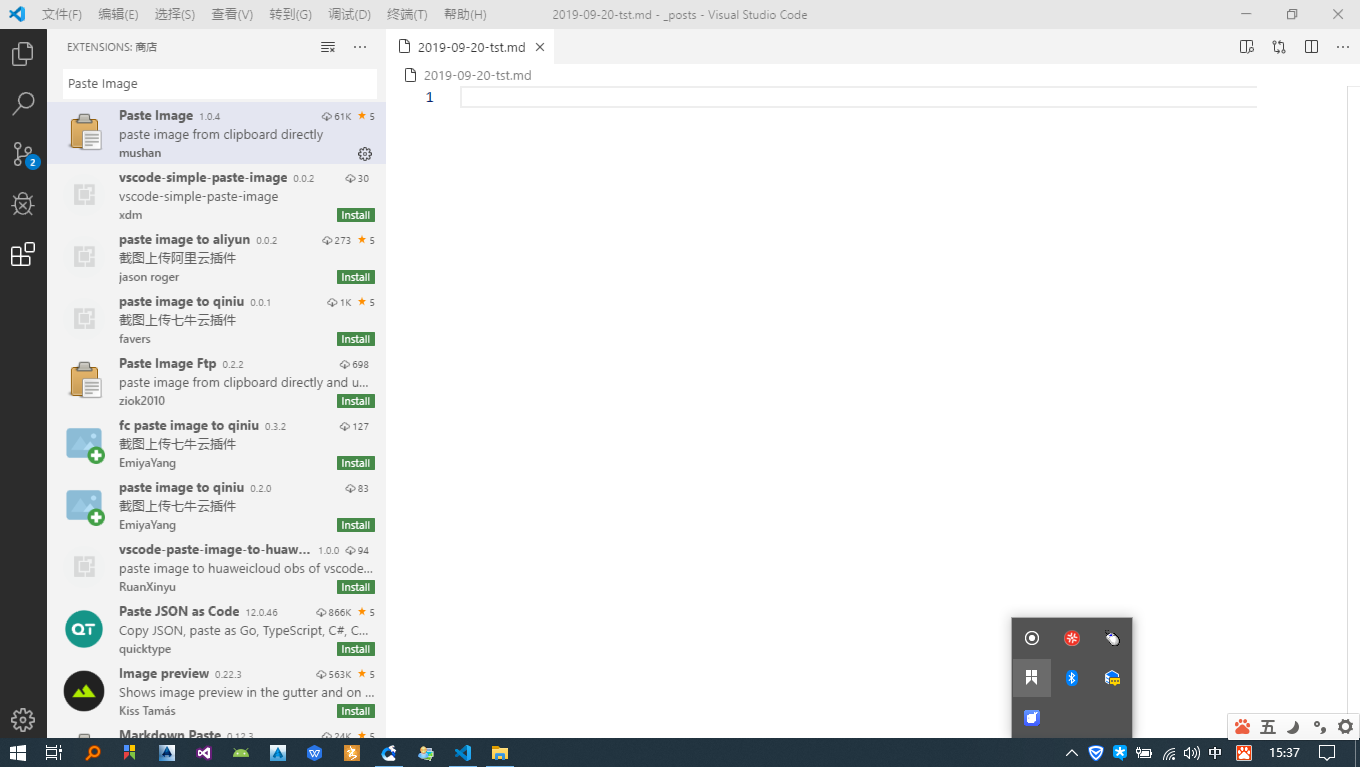 文件(F) 编辑(E) 选择(S) 查看(V) 转到(G) 调试(D) 终端(T) 帮助(H) 2019-09-20-tst.md - _posts - Visual Studio Code
EXTENSIONS: 商店
2019-09-20-tst.md
Paste Image
2019-09-20-tst.md
1
Paste Image 1.0.4 61K 5
paste image from clipboard directly
mushan
2
vscode-simple-paste-image 0.0.2 30
vscode-simple-paste-image
xdm Install
paste image to aliyun 0.0.2 273 5
截图上传阿里云插件
jason roger Install
paste image to qiniu 0.0.1 1K 5
截图上传七牛云插件
favers Install
Paste Image Ftp 0.2.2 698
paste image from clipboard directly and u...
ziok2010 Install
fc paste image to qiniu 0.3.2 127
截图上传七牛云插件
EmiyaYang Install
paste image to qiniu 0.2.0 83
截图上传七牛云插件
EmiyaYang Install
vscode-paste-image-to-huaw... 1.0.0 94
paste image to huaweicloud obs of vscode...
RuanXinyu Install
QT
Paste JSON as Code 12.0.46 866K 5
Copy JSON, paste as Go, TypeScript, C#, C...
quicktype Install
Image preview 0.22.3 563K 5
Shows image preview in the gutter and on ...
Kiss Tamás Install
Markdown Paste 0.12.3 24K 5
五
中 15:37